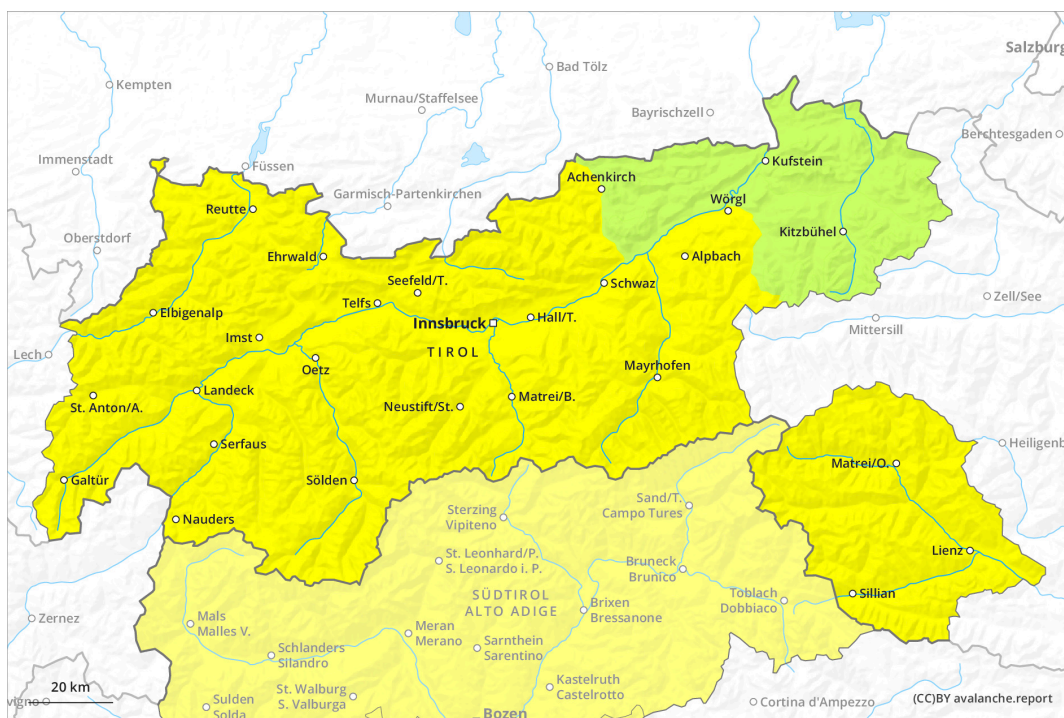 Salzburg
Kempten
Bad Tölz
Murnau/Staffelsee
Bayrischzell
Berchtesgaden
Immenstadt
Füssen
Kufstein
Garmisch-Partenkirchen
Achenkirch
Reutte
Wörgl
Oberstdorf
Kitzbühel
Ehrwald
Alpbach
Seefeld/T.
Schwaz
Zell/See
Telfs
Elbigenalp
Innsbruck
Hall/T.
Mittersill
Imst
Lech
TIROL
Oetz
Mayrhofen
Landeck
St. Anton/A.
Neustift/St.
Matrei/B.
Serfaus
Heiligenb
Matrei/O.
Galtür
Sölden
Sand/T.
Campo Tures
Sterzing
Vipiteno
Nauders
St. Leonhard/P.
S. Leonardo i. P.
Lienz
Bruneck
Brunico
SÜDTIROL
ALTO ADIGE
Sillian
Toblach
Dobbiaco
Brixen
Bressanone
Zernez
Mals
Malles V.
Meran
Merano
Sarnthein
Sarentino
Schlanders
Silandro
Kastelruth
Castelrotto
20 km
St. Walburg
S. Valburga
vigno
Sulden
Solda
Cortina d'Ampezzo
(CC)BY avalanche.report
Bozen